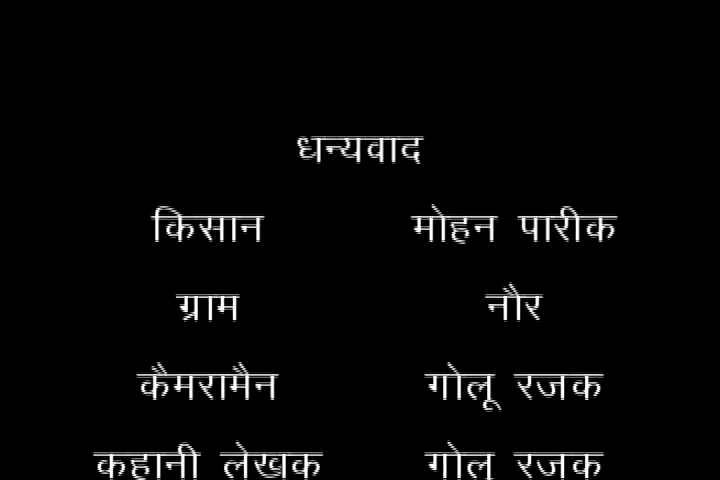 धन्यवाद
किसान मोहन पारीक
ग्राम नौर
कैमरामैन गोलू रजक
कहानी लेखक गोलू रजक